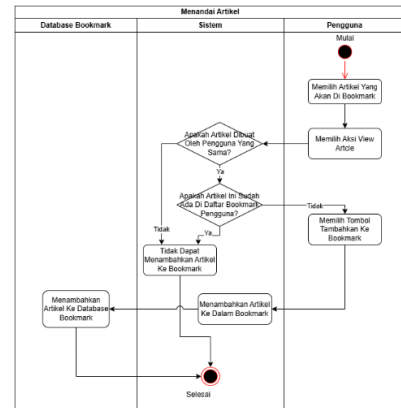 Menandai Artikel
Database Bookmark
Sistem
Pengguna
Mulai
Memilih Artikel Yang
Akan Di Bookmark
Memilih Aksi View
Artcle
Apakah Artikel Dibuat
Oleh Pengguna Yang
Sama?
Ya
Apakah Artikel Ini Sudah
Ada Di Daftar Bookmark
Pengguna?
Tidak
Tidak
Ya
Memilih Tombol
Tambahkan Ke
Bookmark
Tidak Dapat
Menambahkan Artikel
Ke Bookmark
Menambahkan
Artikel Ke Database
Bookmark
Menambahkan Artikel
Ke Dalam Bookmark
Selesai